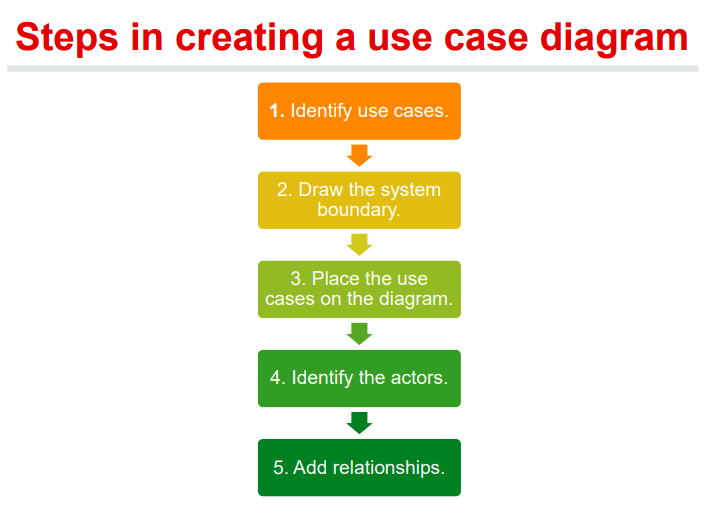 Steps in creating a use case diagram
1. Identify use cases.
2. Draw the system
boundary.
3. Place the use
cases on the diagram.
4. Identify the actors.
5. Add relationships.